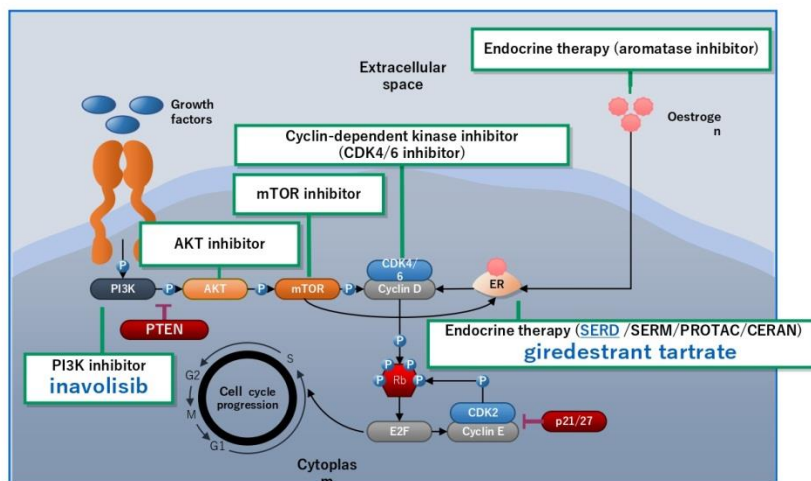 Endocrine therapy (aromatase inhibitor)
Extracellular
space
Growth
factors
Oestroge
n
Cyclin-dependent kinase inhibitor
(CDK4/6 inhibitor)
mTOR inhibitor
AKT inhibitor
P
CDK4/
6
PI3K
P
AKT
P
mTOR
P
Cyclin D
ER
PTEN
Endocrine therapy (SERD /SERM/PROTAC/CERAN)
giredestrant tartrate
P
PI3K inhibitor
inavolisib
P
P
P
Rb
P
P
S
G2
Cell cycle
progression
M
G1
CDK2
E2F
Cyclin E
p21/27
Cytoplas
m